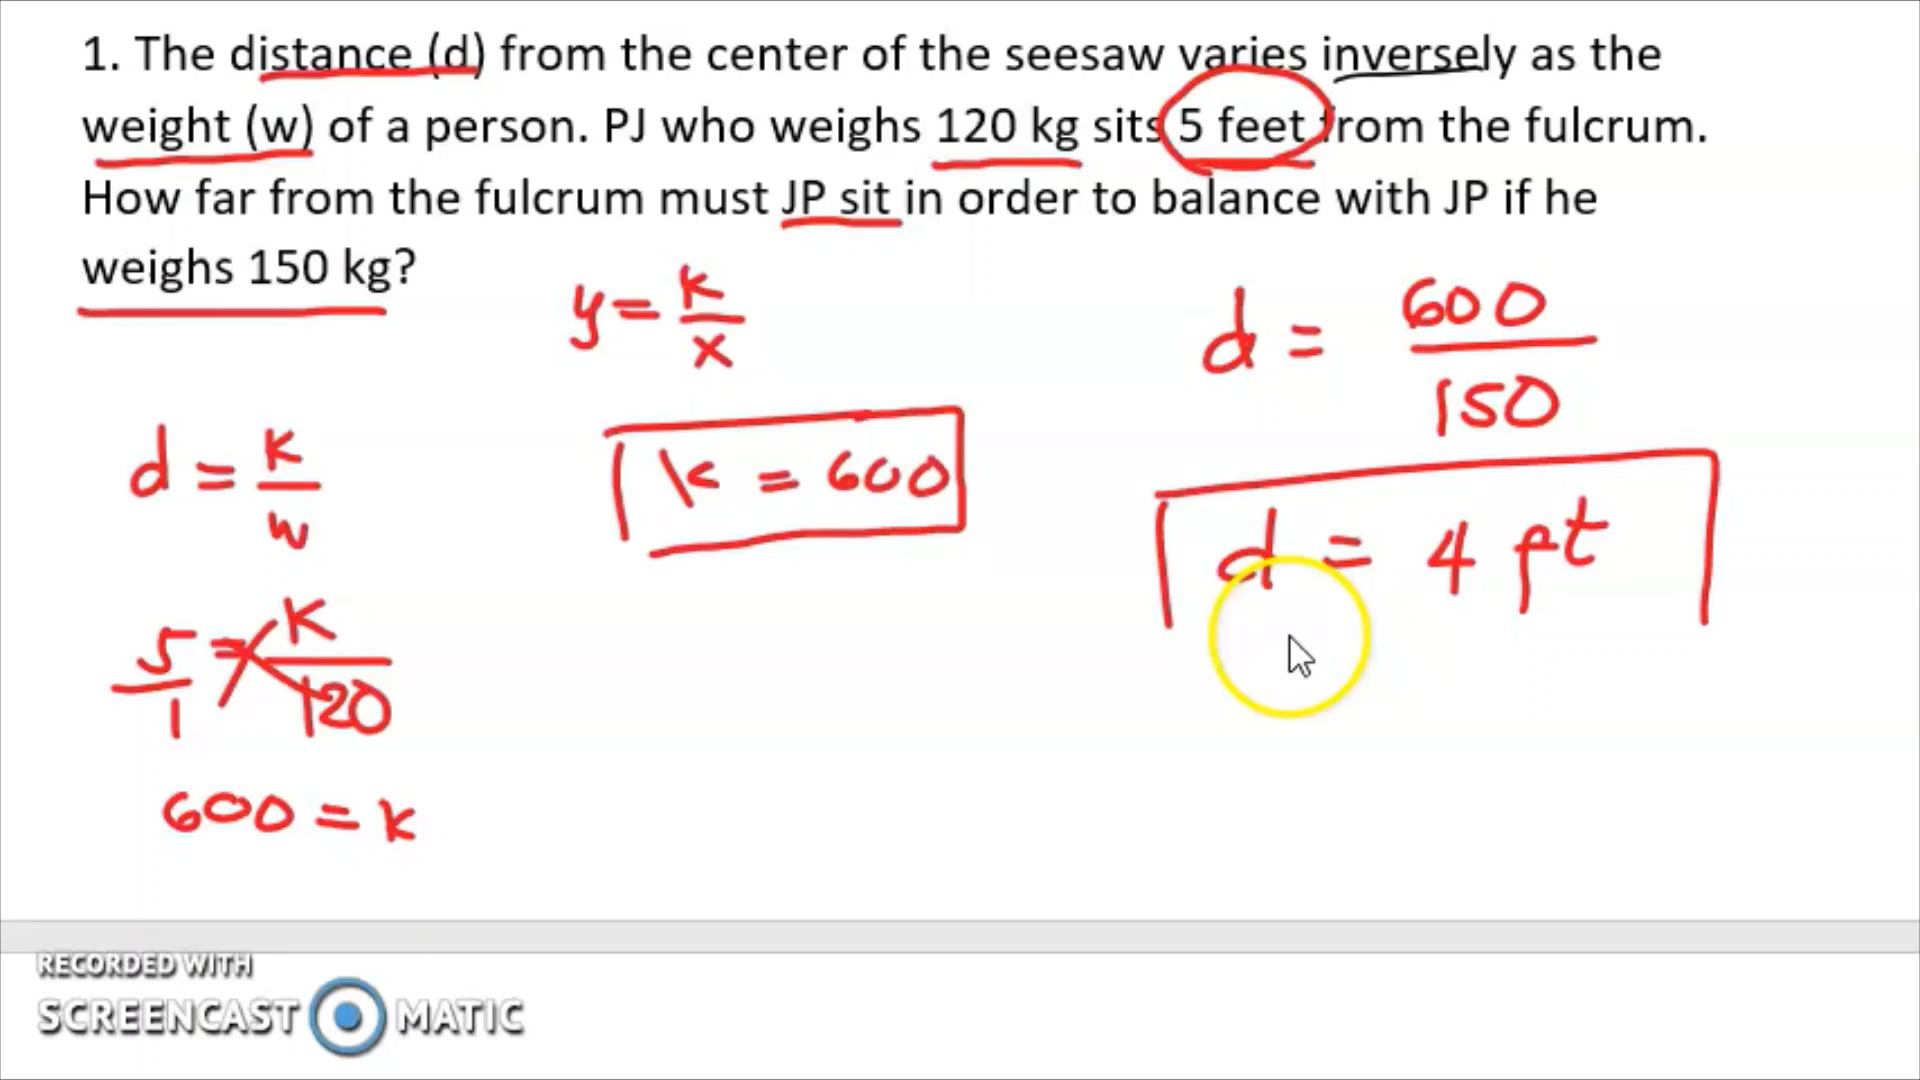 1. The distance (d) from the center of the seesaw varies inversely as the
weight (w) of a person. PJ who weighs 120 kg sits 5 feet from the fulcrum.
How far from the fulcrum must JP sit in order to balance with JP if he
weighs 150 kg?
y = k/x
d = 600/150
d = k/w
k = 600
d = 4 ft
5/1 = k/120
600 = k
RECORDED WITH
SCREENCAST MATIC